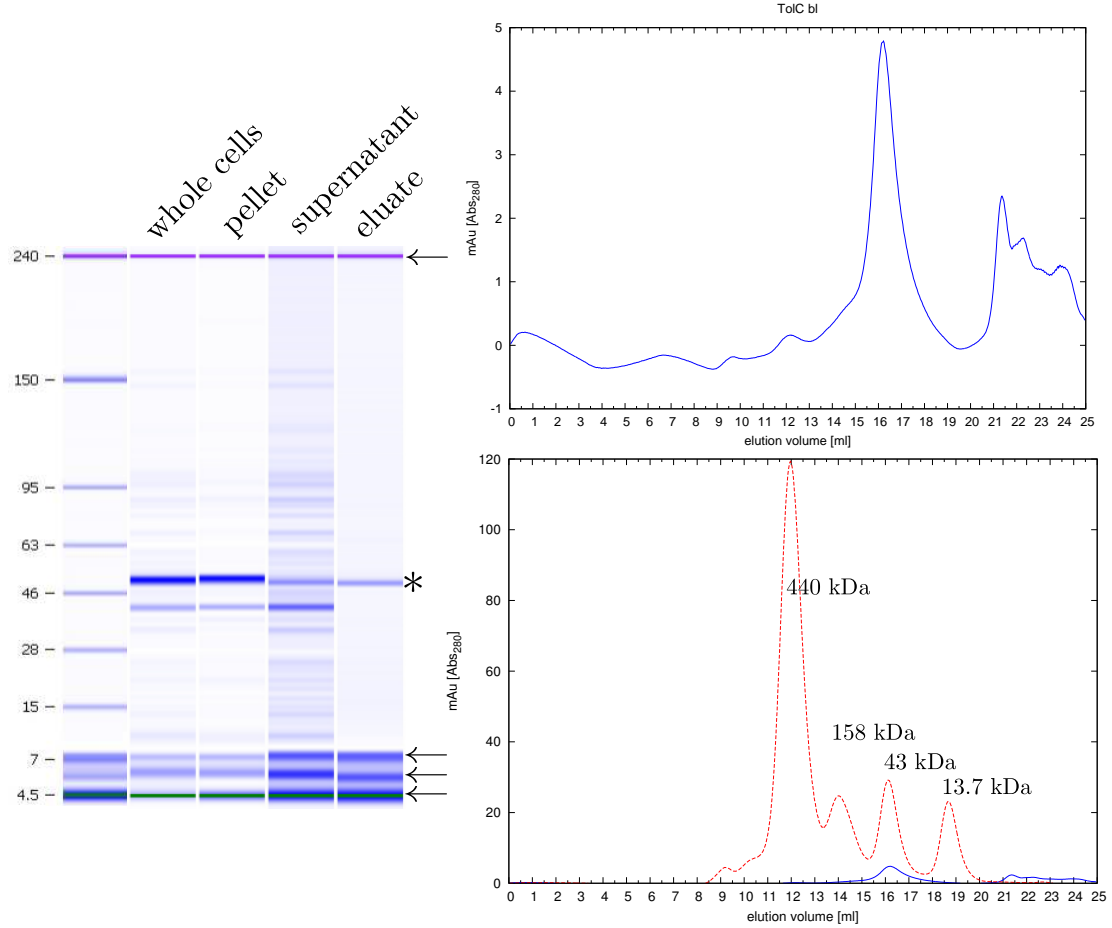 whole cells
pellet
supernatant
eluate
240
150
95
63
46
*
28
15
7
4.5
TolC bl
mAu [Abs280]
5
4
3
2
1
0
-1
0 1 2 3 4 5 6 7 8 9 10 11 12 13 14 15 16 17 18 19 20 21 22 23 24 25
elution volume [ml]
mAu [Abs280]
120
100
80
60
40
20
0
440 kDa
158 kDa
43 kDa
13.7 kDa
0 1 2 3 4 5 6 7 8 9 10 11 12 13 14 15 16 17 18 19 20 21 22 23 24 25
elution volume [ml]